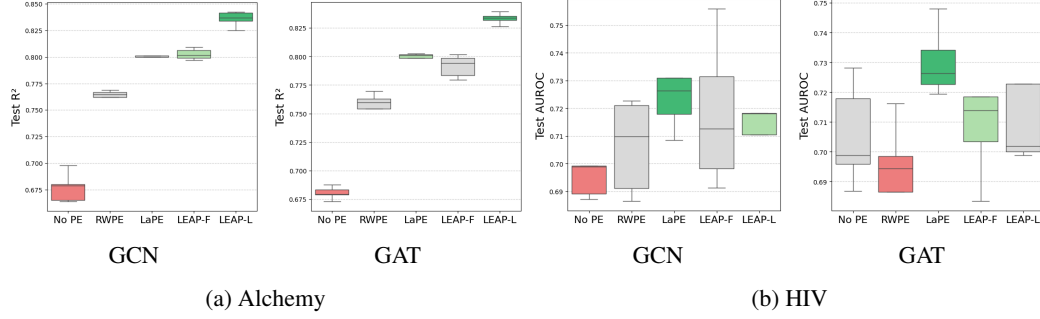 Test R²
0.850
0.825
0.800
0.775
0.750
0.725
0.700
0.675
No PE RWPE LaPE LEAP-F LEAP-L
GCN
Test R²
0.825
0.800
0.775
0.750
0.725
0.700
0.675
No PE RWPE LaPE LEAP-F LEAP-L
GAT
(a) Alchemy
Test AUROC
0.75
0.74
0.73
0.72
0.71
0.70
0.69
No PE RWPE LaPE LEAP-F LEAP-L
GCN
Test AUROC
0.75
0.74
0.73
0.72
0.71
0.70
0.69
No PE RWPE LaPE LEAP-F LEAP-L
GAT
(b) HIV